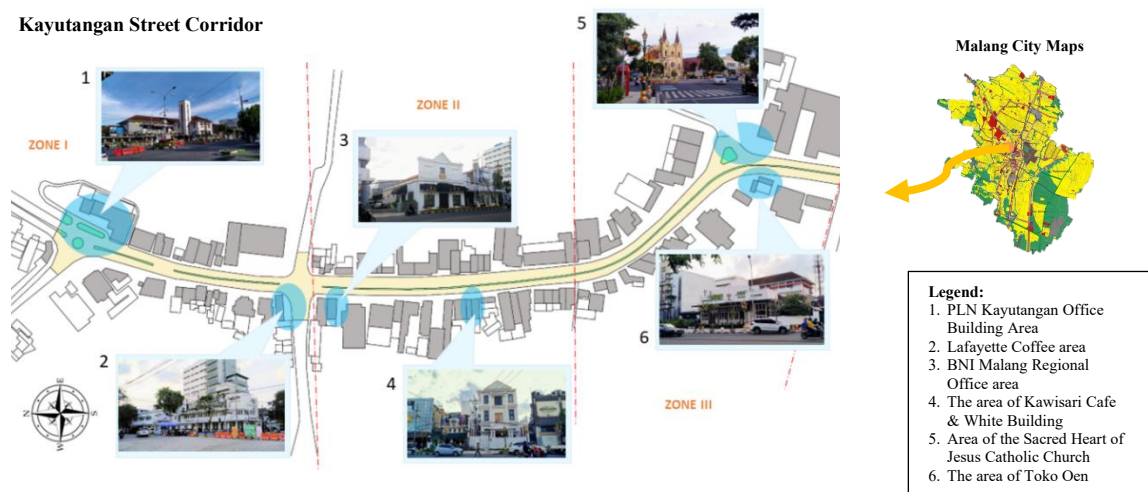 Kayutangan Street Corridor
1
ZONE I
ZONE II
3
5
2
4
6
ZONE III
E
N
S
W
Malang City Maps
Legend:
1. PLN Kayutangan Office
Building Area
2. Lafayette Coffee area
3. BNI Malang Regional
Office area
4. The area of Kawisari Cafe
& White Building
5. Area of the Sacred Heart of
Jesus Catholic Church
6. The area of Toko Oen